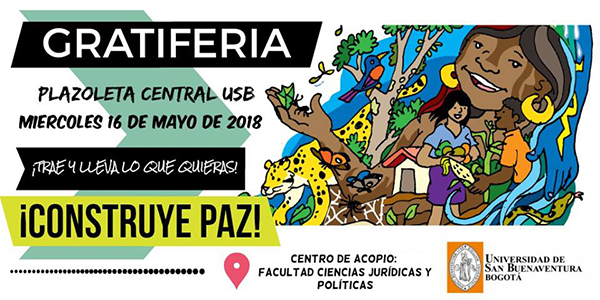 GRATIFERIA
PLAZOLETA CENTRAL USB
MIERCOLES 16 DE MAYO DE 2018
¡TRAE Y LLEVA LO QUE QUIERAS!
¡CONSTRUYE PAZ!
CENTRO DE ACOPIO:
FACULTAD CIENCIAS JURÍDICAS Y
POLÍTICAS
UNIVERSIDAD DE
SAN BUENAVENTURA
BOGOTÁ